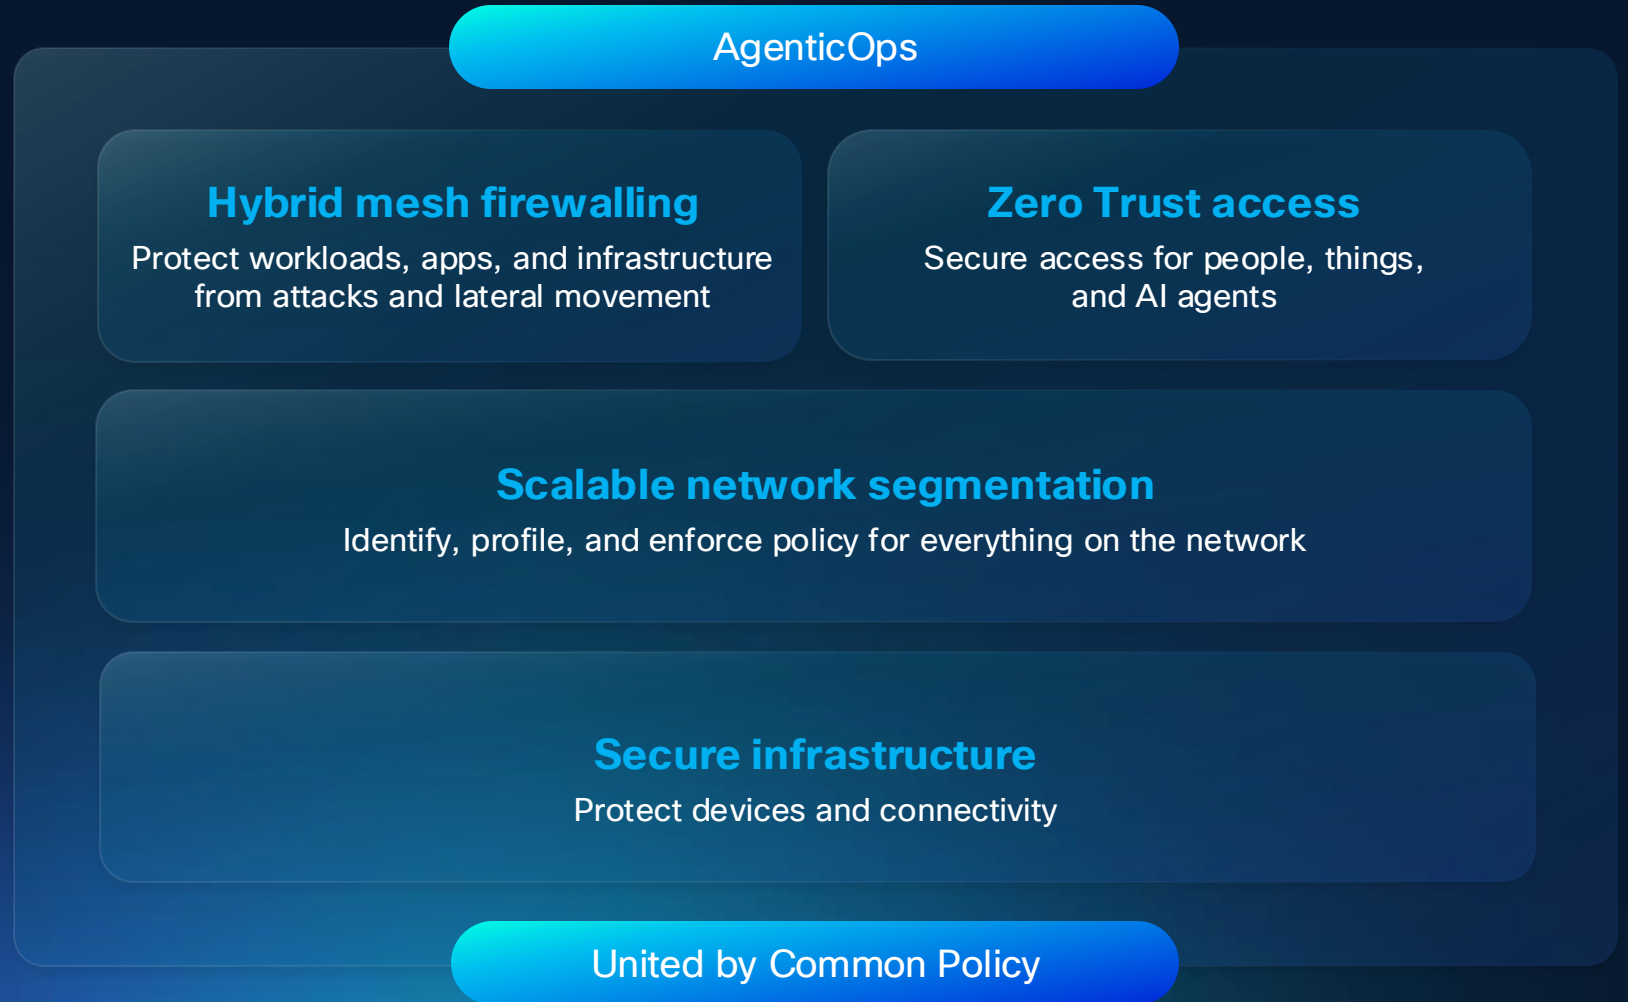 AgenticOps
Hybrid mesh firewalling
Protect workloads, apps, and infrastructure
from attacks and lateral movement
Zero Trust access
Secure access for people, things,
and AI agents
Scalable network segmentation
Identify, profile, and enforce policy for everything on the network
Secure infrastructure
Protect devices and connectivity
United by Common Policy